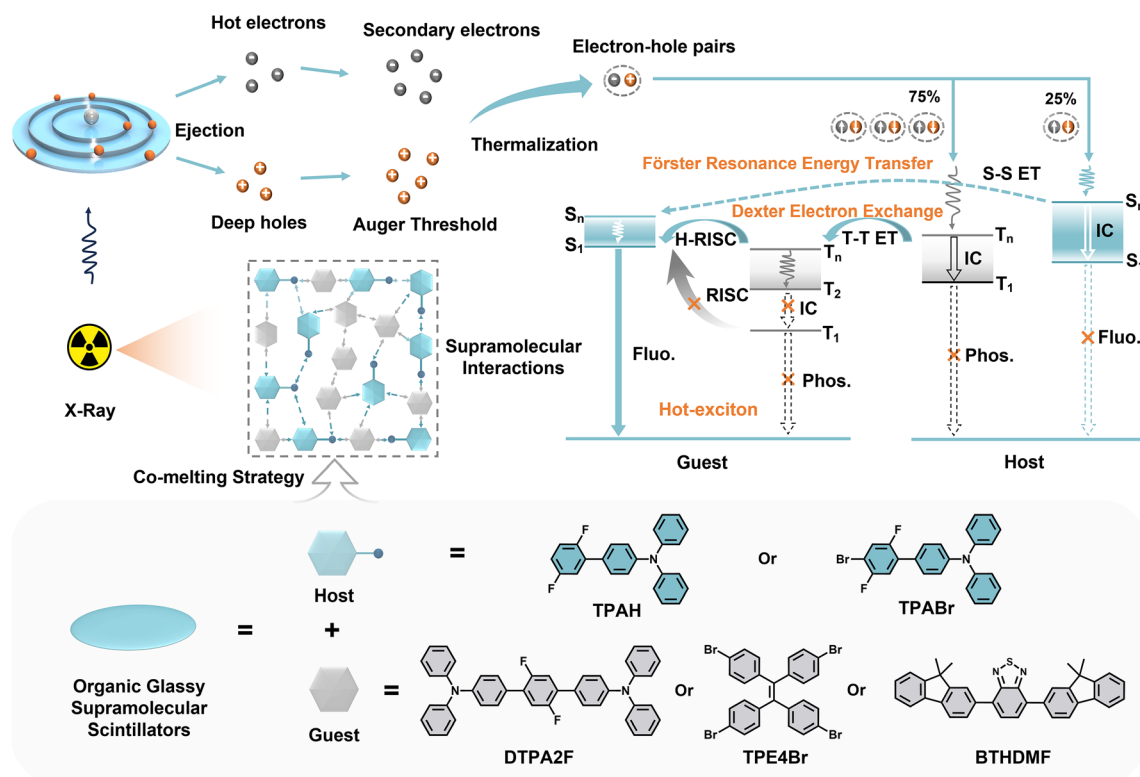 Hot electrons
Secondary electrons
Electron-hole pairs
75%
25%
Ejection
Thermalization
Deep holes
Auger Threshold
Förster Resonance Energy Transfer
S-S ET
Dexter Electron Exchange
Sn
S1
H-RISC
T-T ET
Tn
T2
RISC
IC
T1
Tn
IC
T1
IC
Fluo.
Phos.
Phos.
Fluo.
Hot-exciton
Guest
Host
X-Ray
Supramolecular
Interactions
Co-melting Strategy
Host
=
F
F
N
TPAH
Or
F
Br
F
N
TPABr
Organic Glassy
Supramolecular
Scintillators
=
+
Guest
=
N
F
F
N
DTPA2F
Or
Br
Br
Br
Br
TPE4Br
Or
N
S
N
BTHDMF